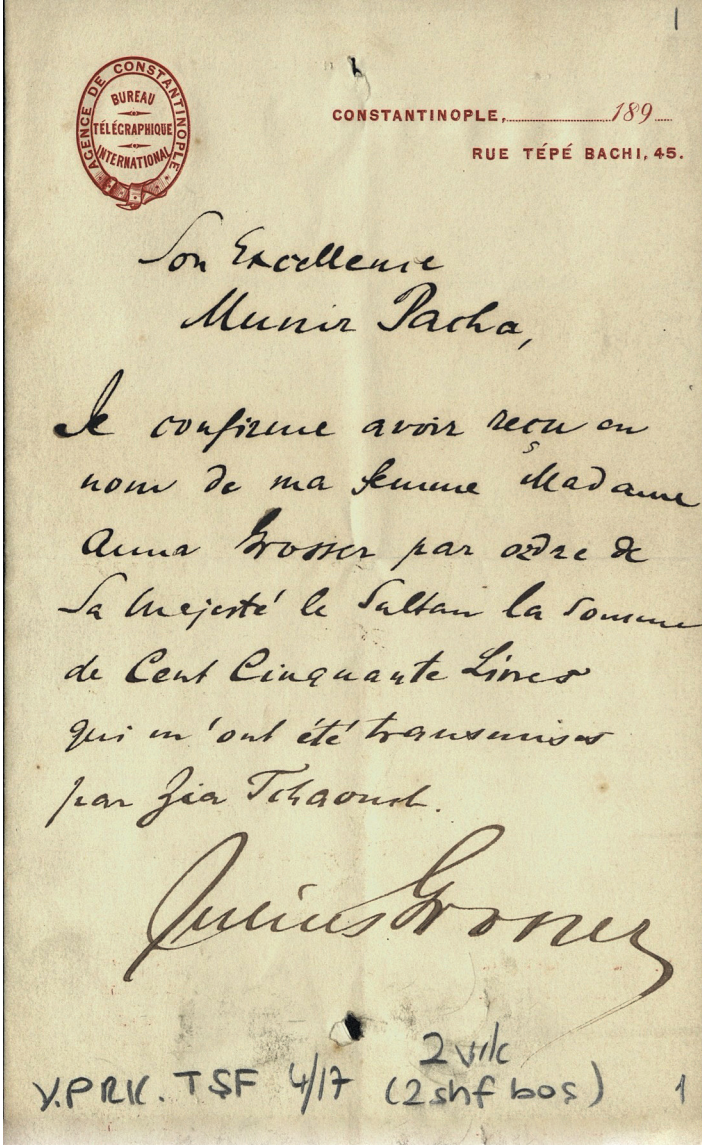 1
AGENCE DE CONSTANTINOPLE
BUREAU
TÉLÉGRAPHIQUE
INTERNATIONAL
CONSTANTINOPLE, 189
RUE TÉPÉ BACHI, 45.
Son Excellence
Munir Pacha,
Je confirme avoir reçu au
nom de ma femme Madame
Anna Grosser par ordre de
Sa Majesté le Sultan la Somme
de Cent Cinquante Livres
qui m'ont été transmises
par Zia Tchaouch.
Julius Grosser
Y.PRK.TŞF 4/17
2 vrk
(2 shf boş)
1